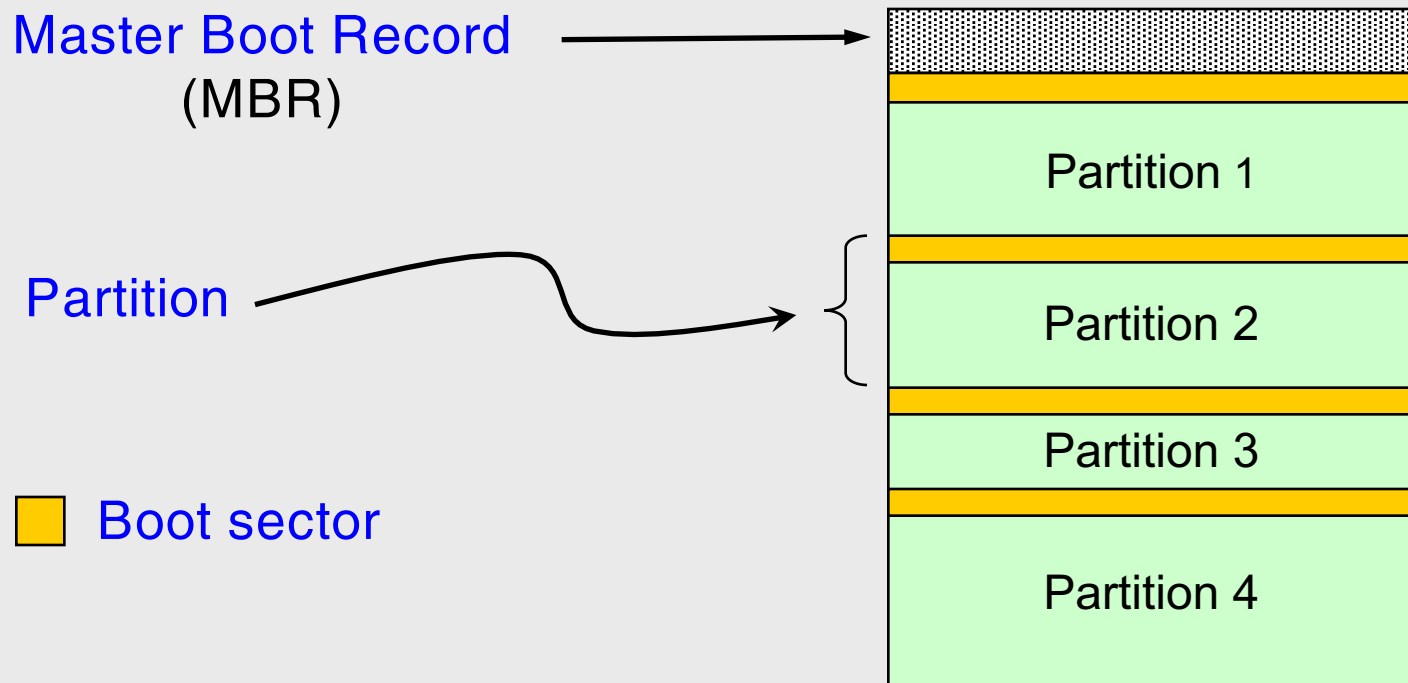 Master Boot Record
(MBR)
Partition 1
Partition
Partition 2
Partition 3
Boot sector
Partition 4